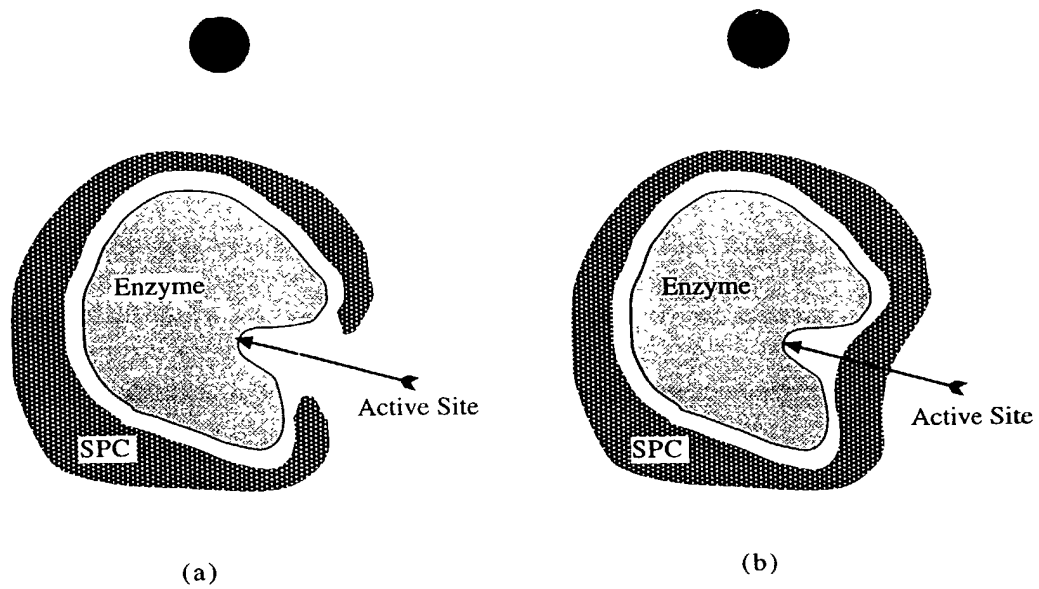 Enzyme
Active Site
SPC
(a)
Enzyme
Active Site
SPC
(b)